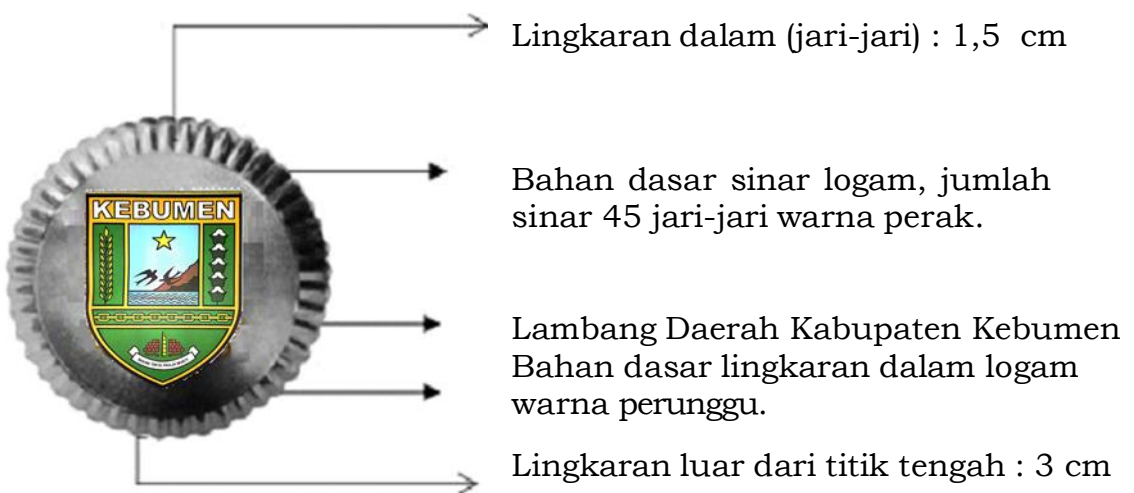 Lingkaran dalam (jari-jari) : 1,5 cm
Bahan dasar sinar logam, jumlah
sinar 45 jari-jari warna perak.
KEBUMEN
Lambang Daerah Kabupaten Kebumen
Bahan dasar lingkaran dalam logam
warna perunggu.
Lingkaran luar dari titik tengah : 3 cm